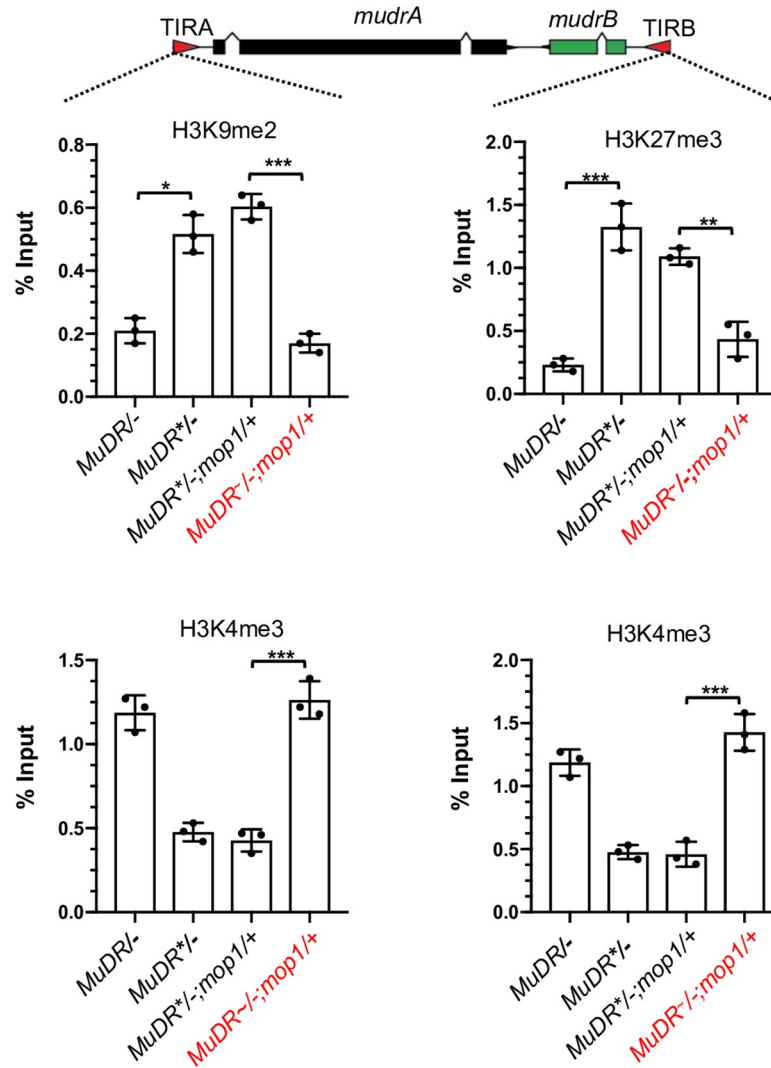 mudrA mudrB
TIRA TIRB
H3K9me2
% Input
0.8
0.6
0.4
0.2
0.0
* ***
MuDR/-
MuDR*/-
MuDR*/-;mop1/+
MuDR~/-;mop1/+
H3K27me3
% Input
2.0
1.5
1.0
0.5
0.0
*** **
MuDR/-
MuDR*/-
MuDR*/-;mop1/+
MuDR~/-;mop1/+
H3K4me3
% Input
1.5
1.0
0.5
0.0
***
MuDR/-
MuDR*/-
MuDR*/-;mop1/+
MuDR~/-;mop1/+
H3K4me3
% Input
2.0
1.5
1.0
0.5
0.0
***
MuDR/-
MuDR*/-
MuDR*/-;mop1/+
MuDR~/-;mop1/+